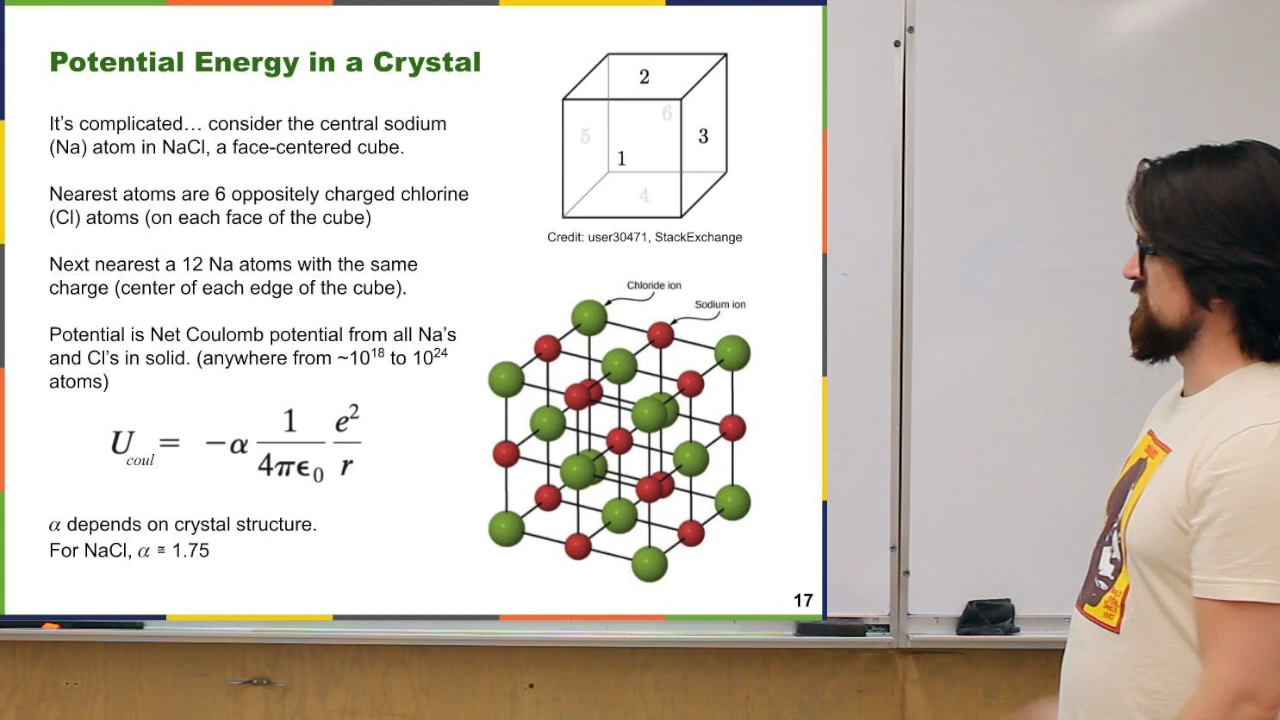 Potential Energy in a Crystal
It's complicated… consider the central sodium
(Na) atom in NaCl, a face-centered cube.
Nearest atoms are 6 oppositely charged chlorine
(Cl) atoms (on each face of the cube)
Next nearest a 12 Na atoms with the same
charge (center of each edge of the cube).
Potential is Net Coulomb potential from all Na's
and Cl's in solid. (anywhere from ~10¹⁸ to 10²⁴
atoms)
U_coul = −α 1/(4πϵ₀) e²/r
α depends on crystal structure.
For NaCl, α ≅ 1.75
2
6
5
3
1
4
Credit: user30471, StackExchange
Chloride ion
Sodium ion
17